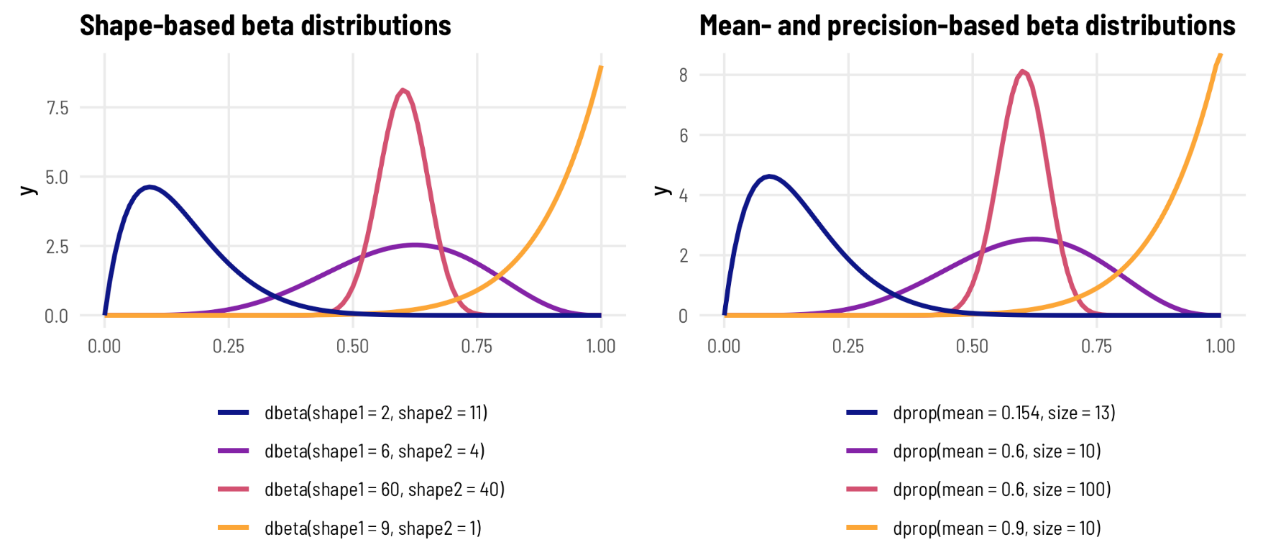 Shape-based beta distributions
y
7.5
5.0
2.5
0.0
0.00 0.25 0.50 0.75 1.00
dbeta(shape1 = 2, shape2 = 11)
dbeta(shape1 = 6, shape2 = 4)
dbeta(shape1 = 60, shape2 = 40)
dbeta(shape1 = 9, shape2 = 1)
Mean- and precision-based beta distributions
y
8
6
4
2
0
0.00 0.25 0.50 0.75 1.00
dprop(mean = 0.154, size = 13)
dprop(mean = 0.6, size = 10)
dprop(mean = 0.6, size = 100)
dprop(mean = 0.9, size = 10)